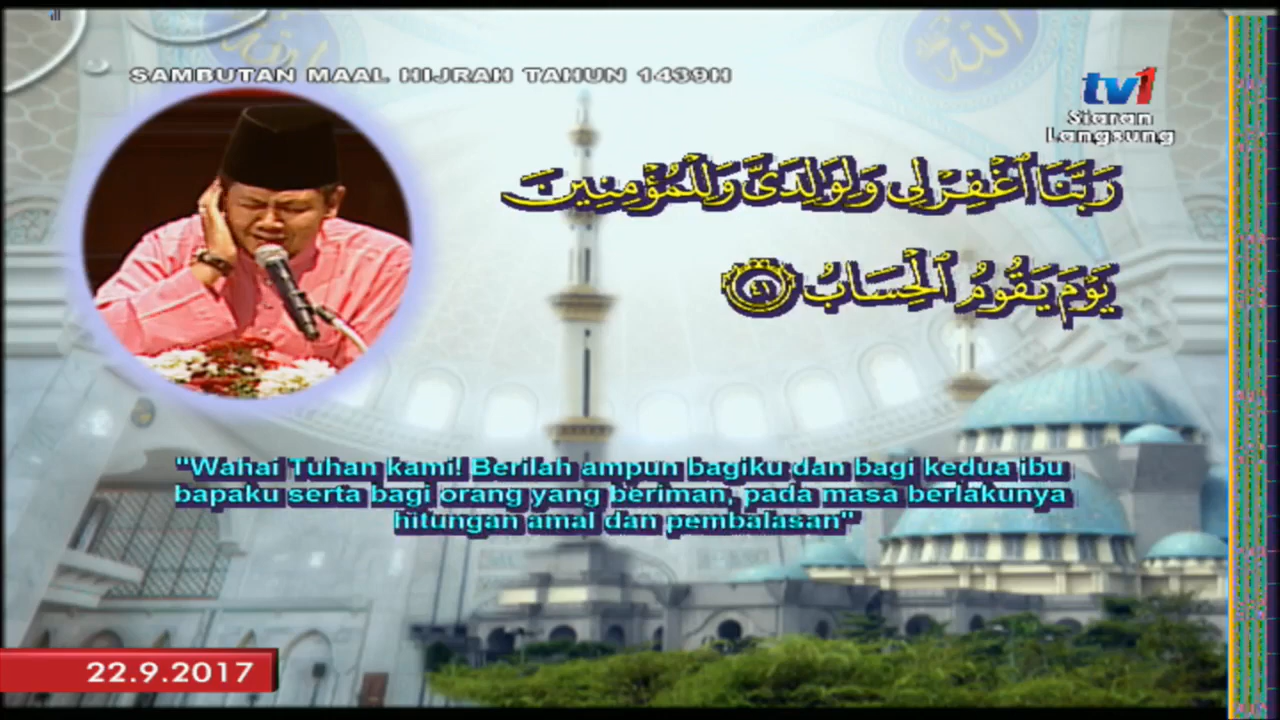 SAMBUTAN MAAL HIJRAH TAHUN 1439H
tv1
Siaran
Langsung
رَبَّنَا ٱغْفِرْ لِى وَلِوَٰلِدَىَّ وَلِلْمُؤْمِنِينَ
يَوْمَ يَقُومُ ٱلْحِسَابُ ٤١
"Wahai Tuhan kami! Berilah ampun bagiku dan bagi kedua ibu
bapaku serta bagi orang yang beriman, pada masa berlakunya
hitungan amal dan pembalasan"
22.9.2017